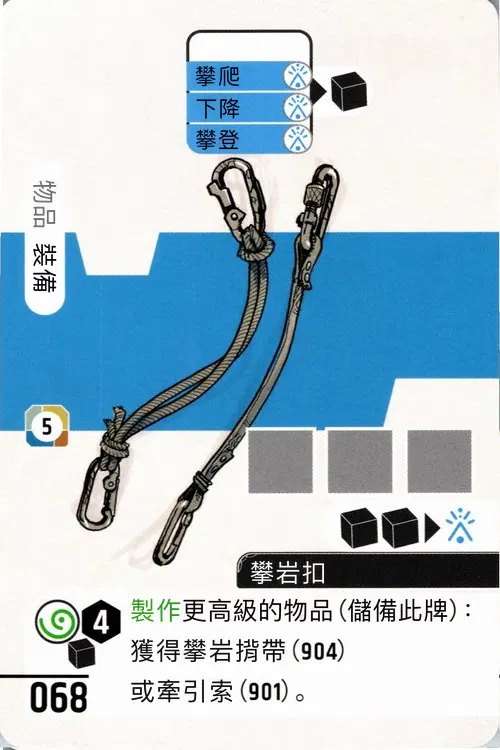 攀爬
下降
攀登
物品 裝備
5
攀岩扣
4
製作更高級的物品(儲備此牌):
獲得攀岩揹帶(904)
或牽引索(901)。
068